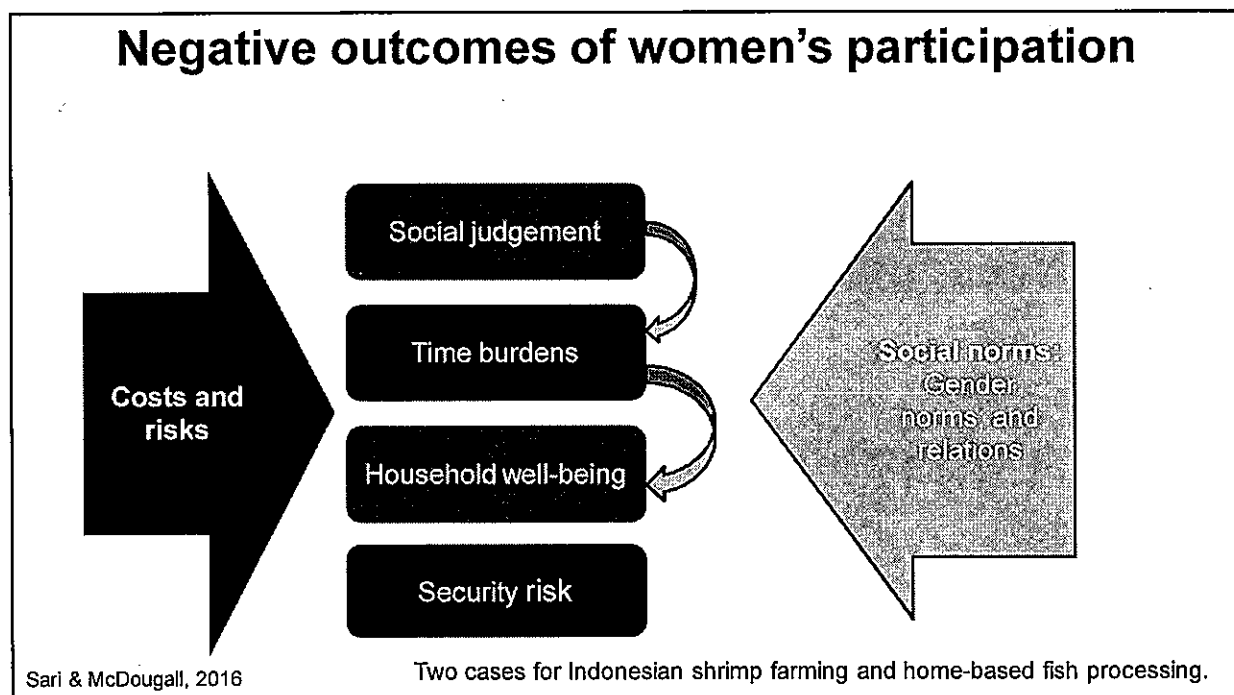 Negative outcomes of women's participation
Costs and
risks
Social judgement
Time burdens
Household well-being
Security risk
Social norms:
Gender
norms and
relations
Sari & McDougall, 2016
Two cases for Indonesian shrimp farming and home-based fish processing.